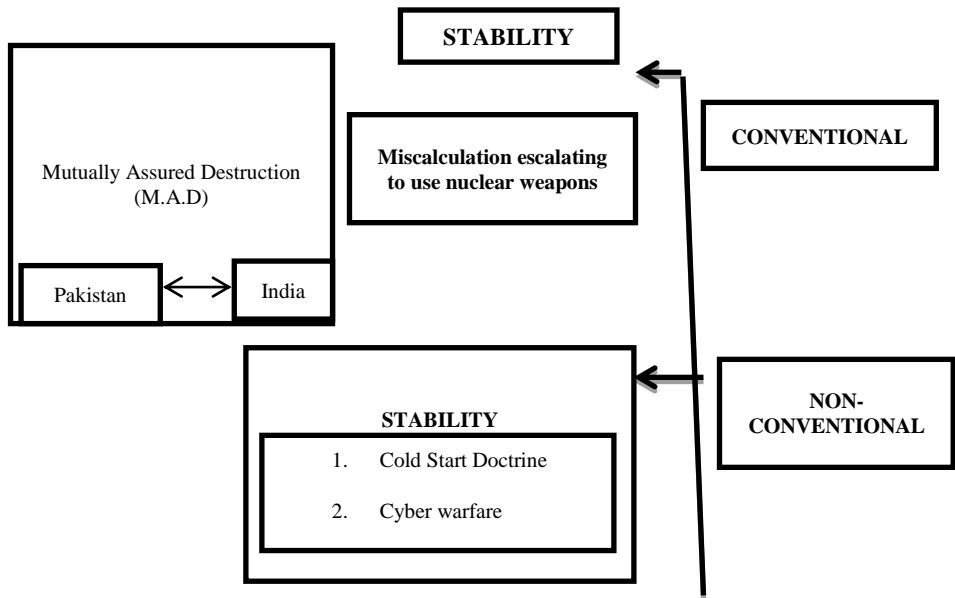 STABILITY
CONVENTIONAL
Miscalculation escalating
to use nuclear weapons
Mutually Assured Destruction
(M.A.D)
Pakistan
India
NON-
CONVENTIONAL
STABILITY
1. Cold Start Doctrine
2. Cyber warfare